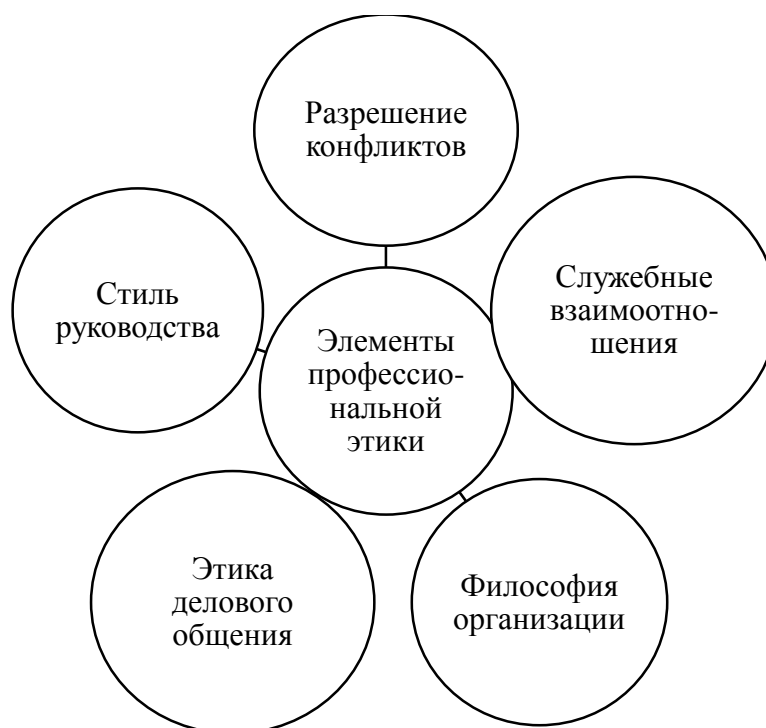 Разрешение
конфликтов
Служебные
взаимоотно-
шения
Философия
организации
Этика
делового
общения
Стиль
руководства
Элементы
профессио-
нальной
этики